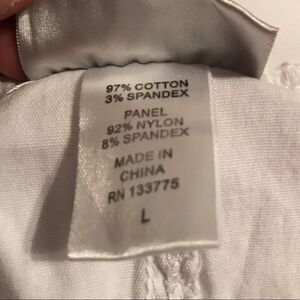 97% COTTON
3% SPANDEX
PANEL
92% NYLON
8% SPANDEX
MADE IN
CHINA
RN 133775
L